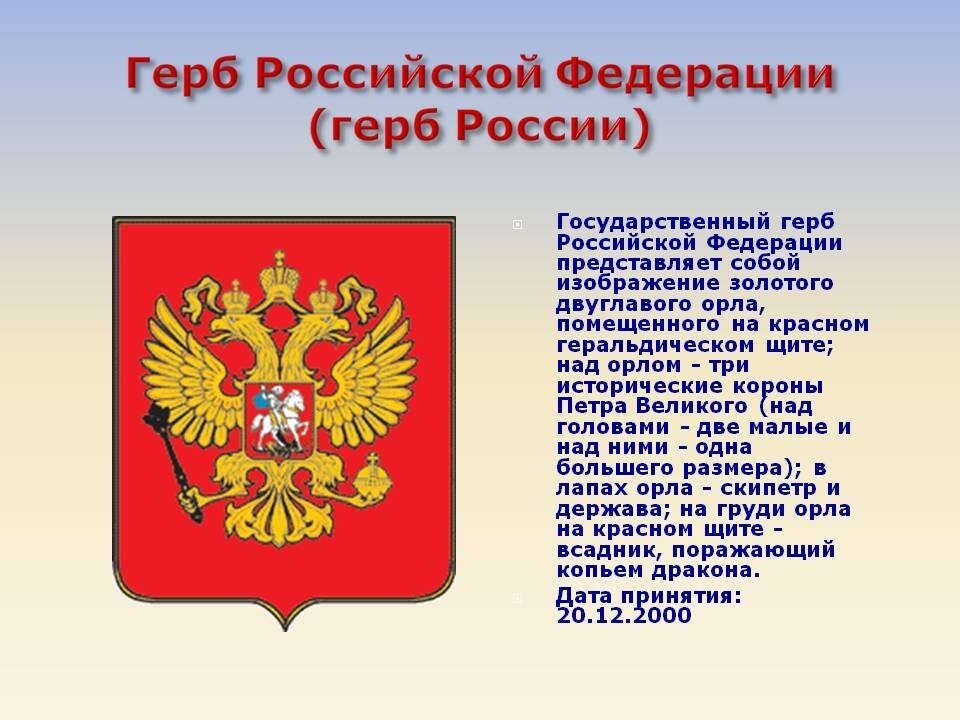 Герб Российской Федерации
(герб России)
Государственный герб
Российской Федерации
представляет собой
изображение золотого
двуглавого орла,
помещенного на красном
геральдическом щите;
над орлом - три
исторические короны
Петра Великого (над
головами - две малые и
над ними - одна
большего размера); в
лапах орла - скипетр и
держава; на груди орла
на красном щите -
всадник, поражающий
копьем дракона.
Дата принятия:
20.12.2000